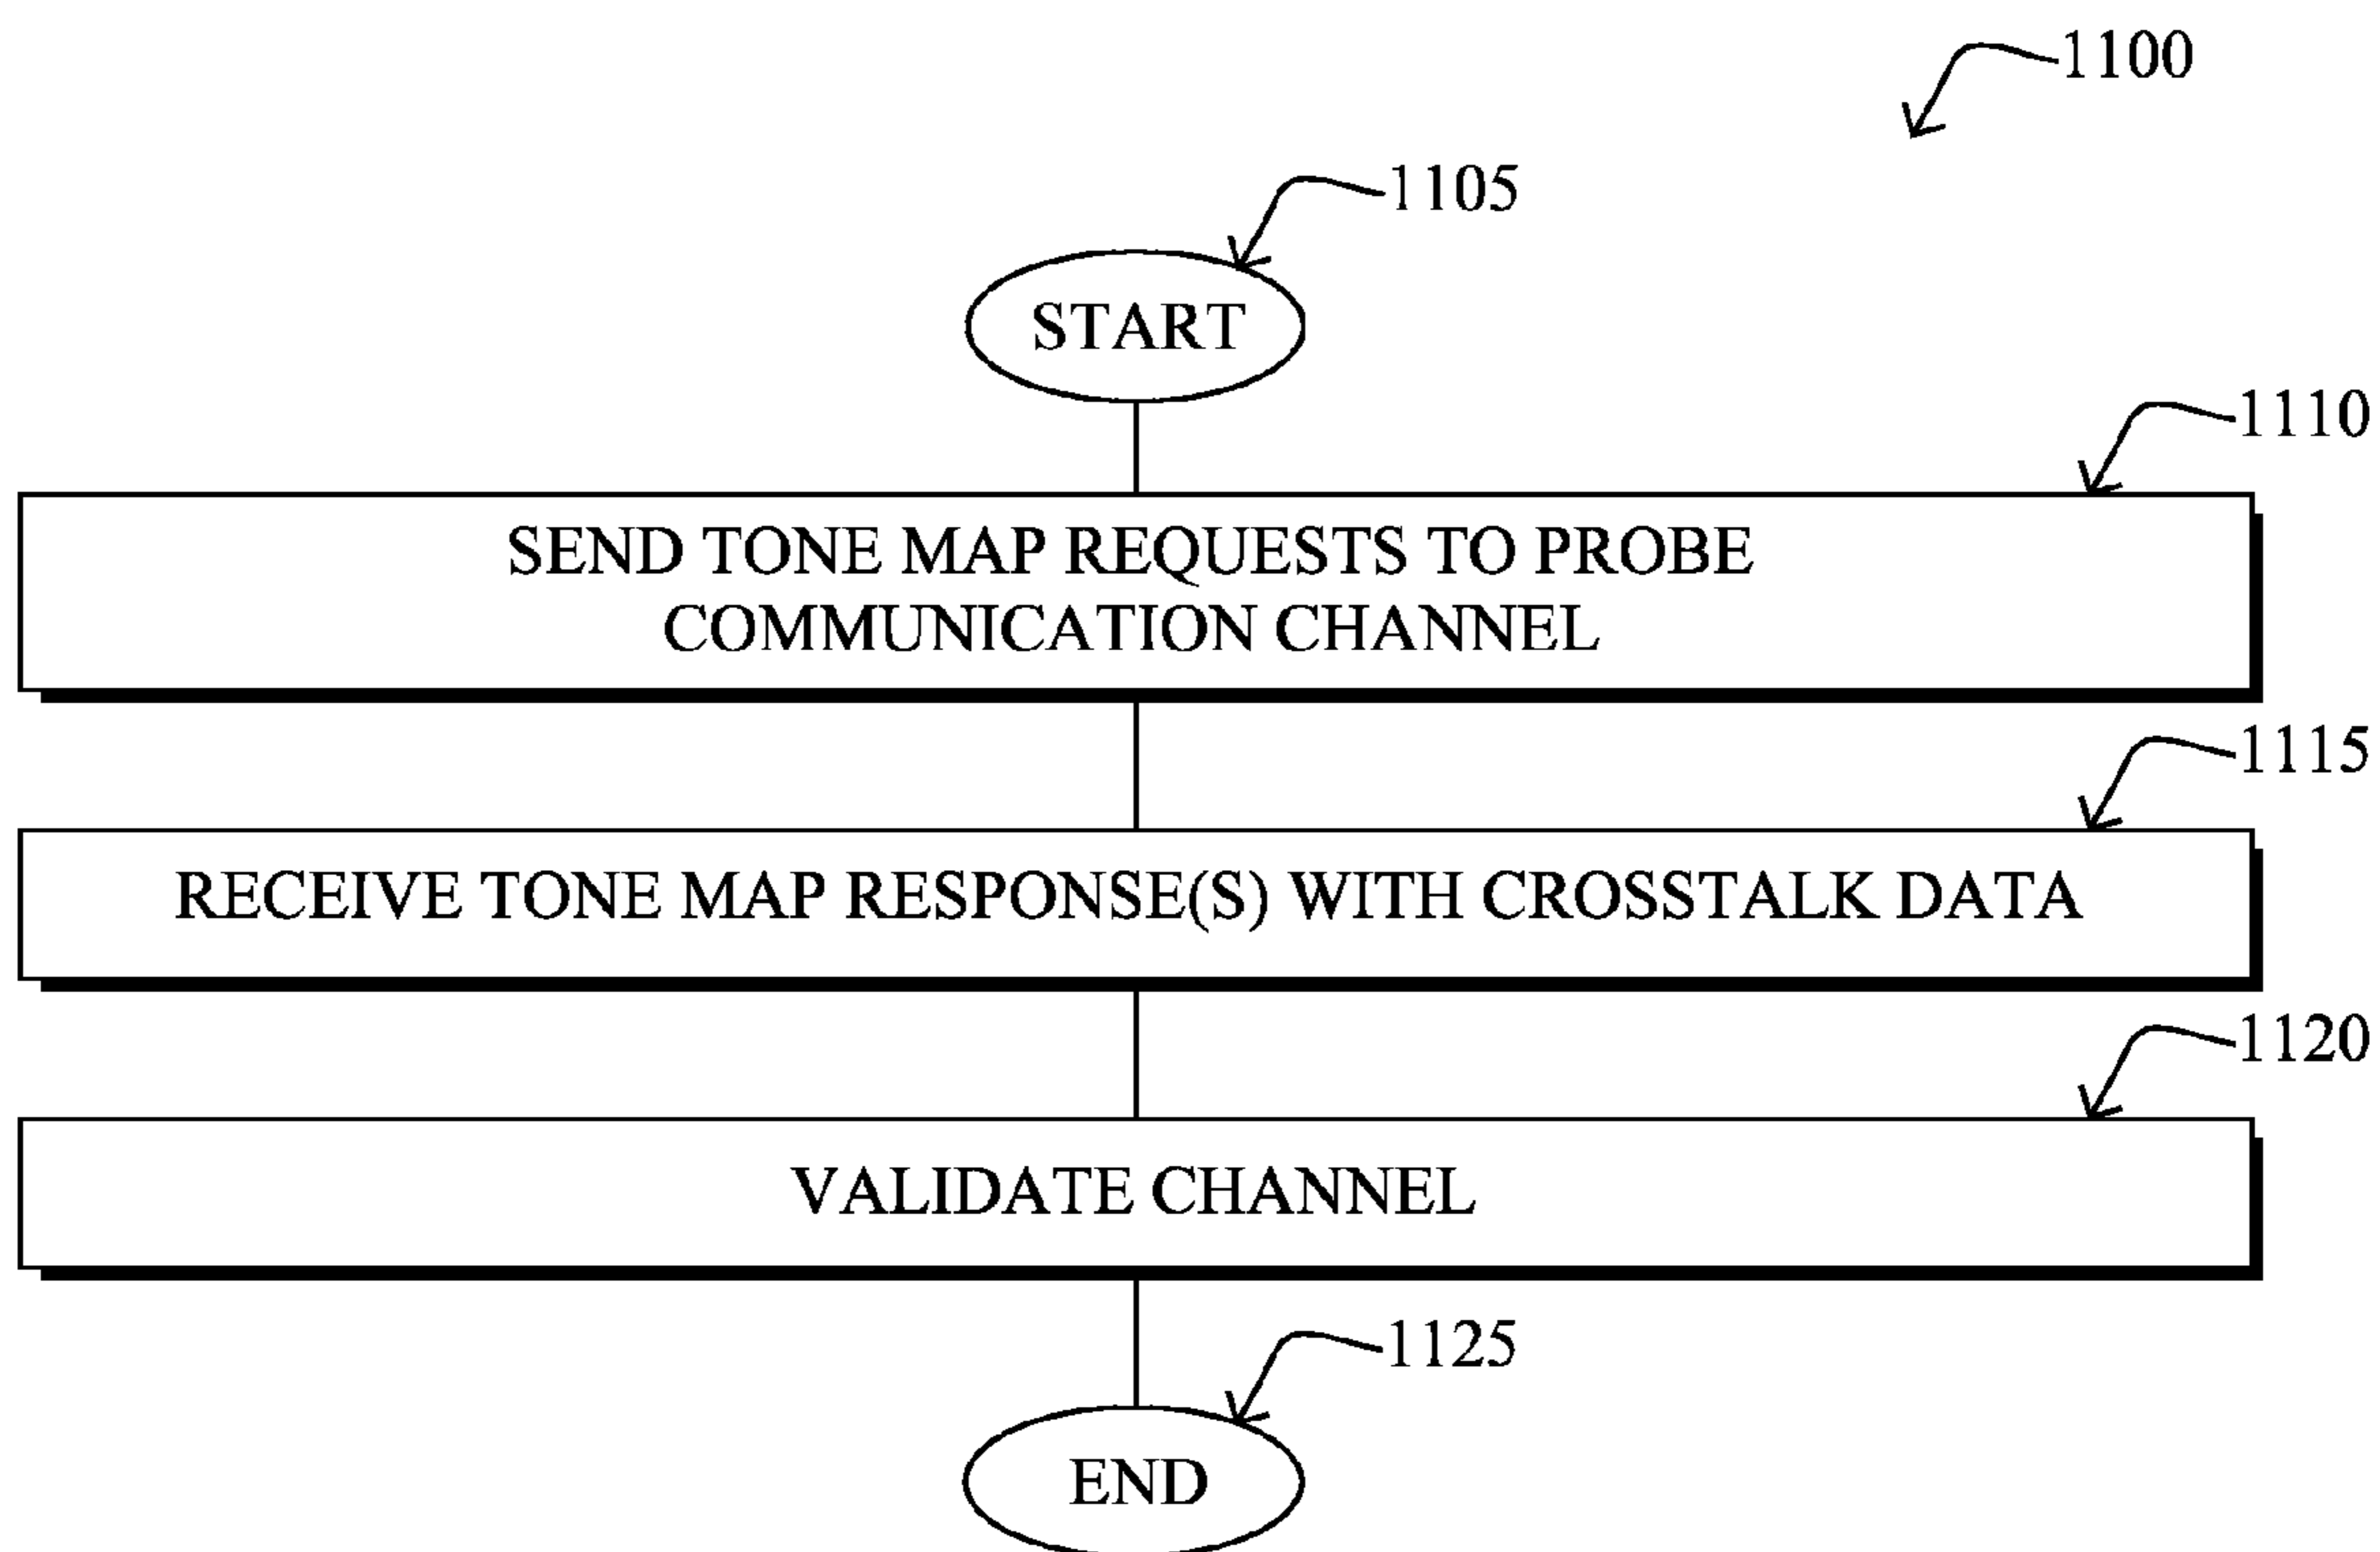 1100
1105
START
1110
SEND TONE MAP REQUESTS TO PROBE
COMMUNICATION CHANNEL
1115
RECEIVE TONE MAP RESPONSE(S) WITH CROSSTALK DATA
1120
VALIDATE CHANNEL
1125
END